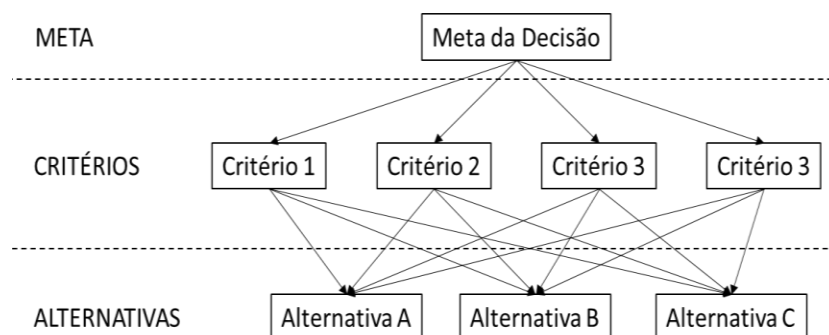 META
Meta da Decisão
CRITÉRIOS
Critério 1
Critério 2
Critério 3
Critério 3
ALTERNATIVAS
Alternativa A
Alternativa B
Alternativa C